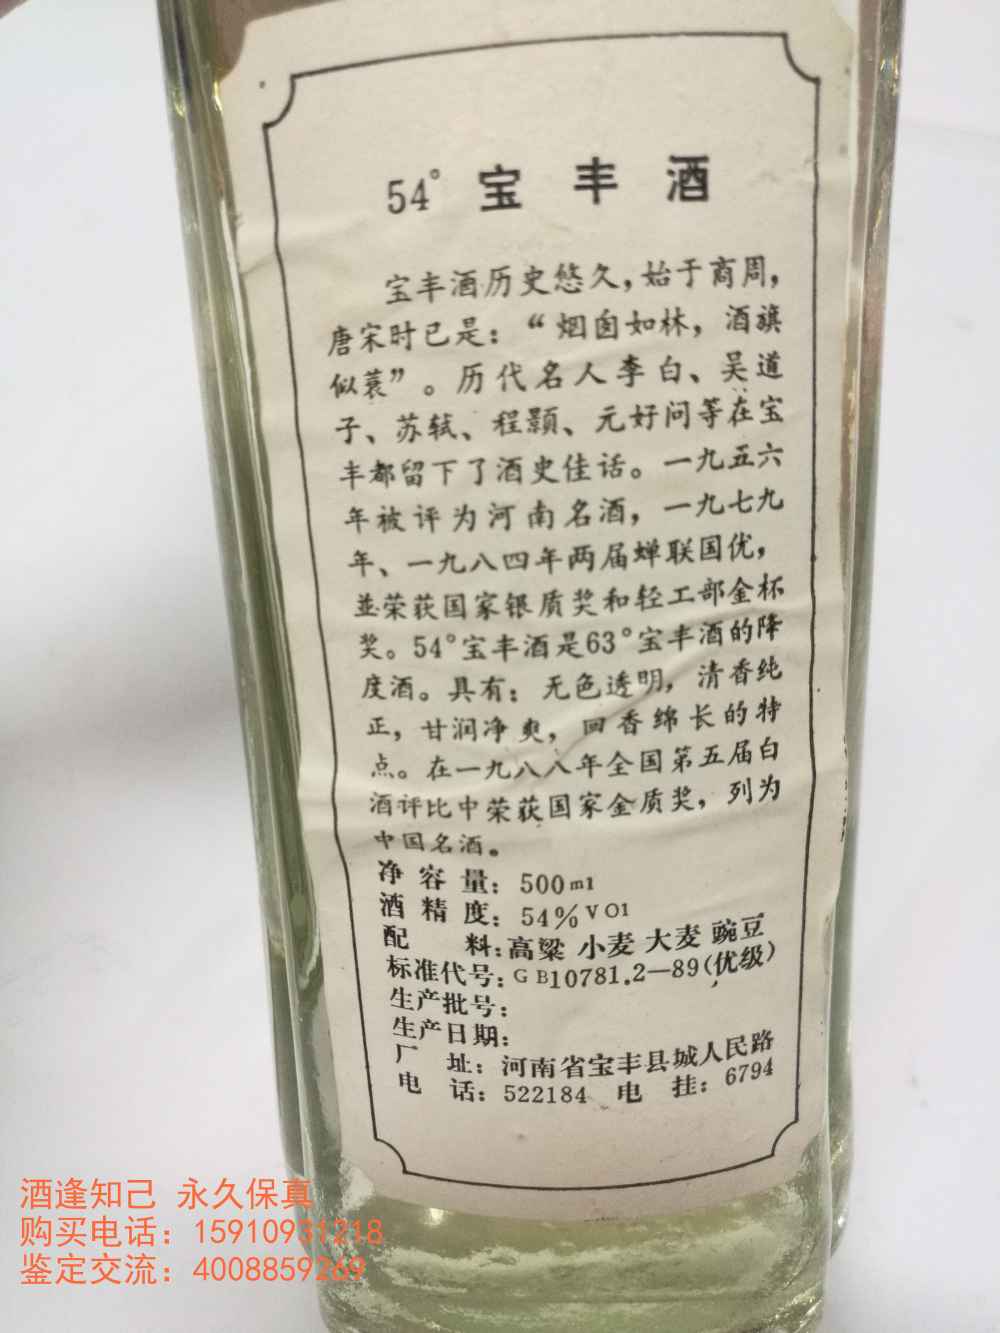 54° 宝丰酒
宝丰酒历史悠久，始于商周，
唐宋时已是：“烟囱如林，酒旗
似蓑”。历代名人李白、吴道
子、苏轼、程颢、元好问等在宝
丰都留下了酒史佳话。一九五六
年被评为河南名酒，一九七九
年、一九八四年两届蝉联国优，
並荣获国家银质奖和轻工部金杯
奖。54°宝丰酒是63°宝丰酒的降
度酒。具有：无色透明，清香纯
正，甘润净爽，回香绵长的特
点。在一九八八年全国第五届白
酒评比中荣获国家金质奖，列为
中国名酒。
净容量：500ml
酒精度：54%VOl
配料：高粱 小麦 大麦 豌豆
标准代号：GB10781.2—89(优级)
生产批号：
生产日期：
厂址：河南省宝丰县城人民路
电话：522184 电挂：6794
酒逢知己 永久保真
购买电话：15910931218
鉴定交流：4008859269